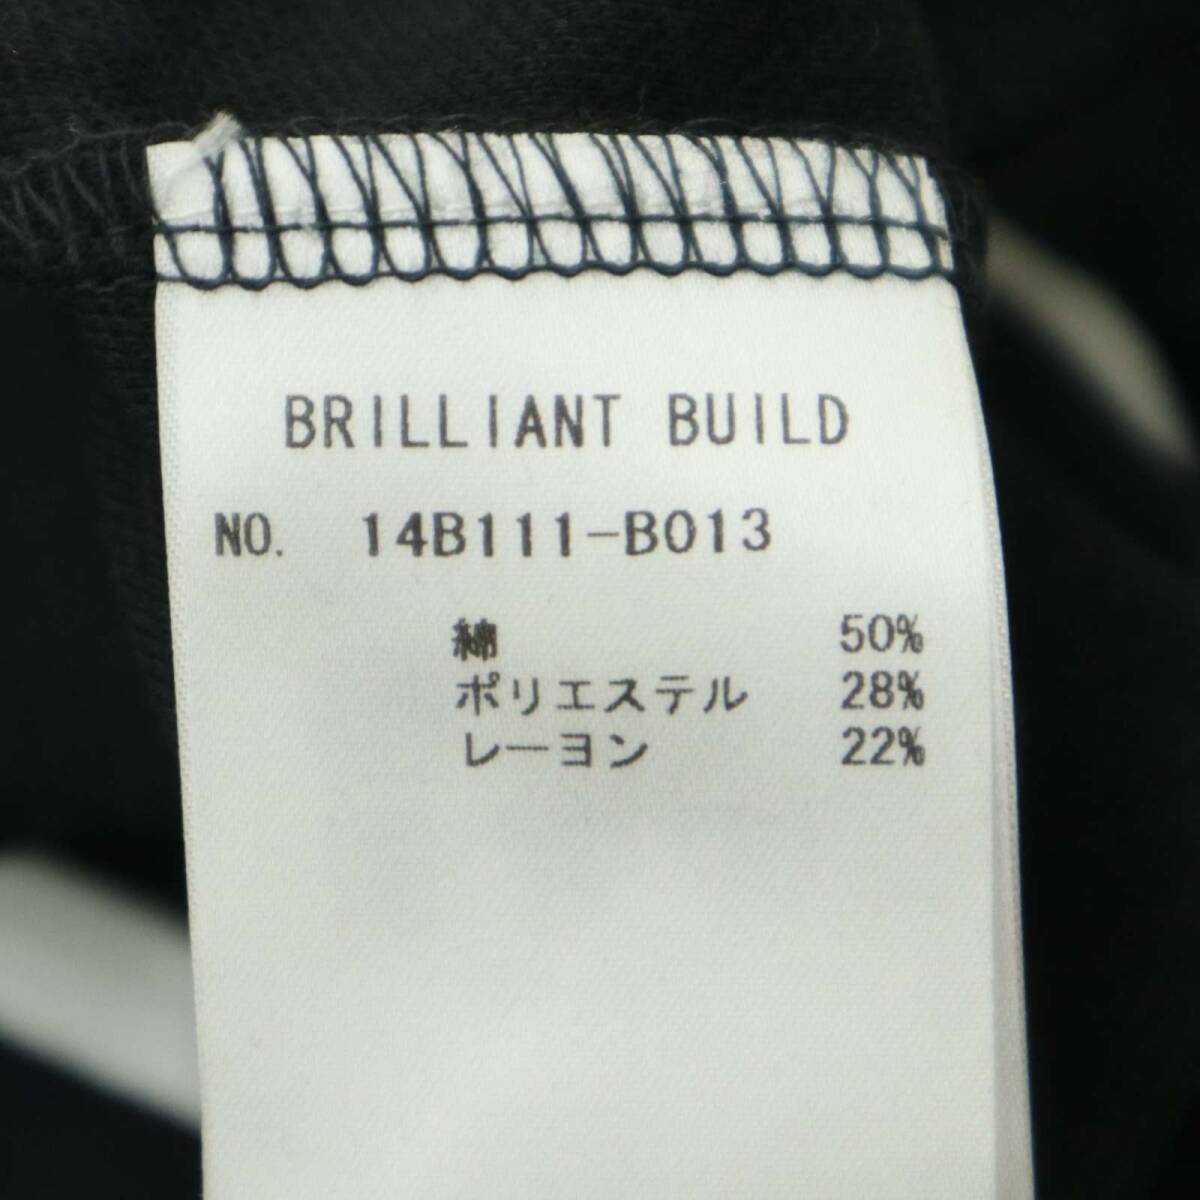 BRILLIANT BUILD
NO. 14B111-B013
綿 50%
ポリエステル 28%
レーヨン 22%